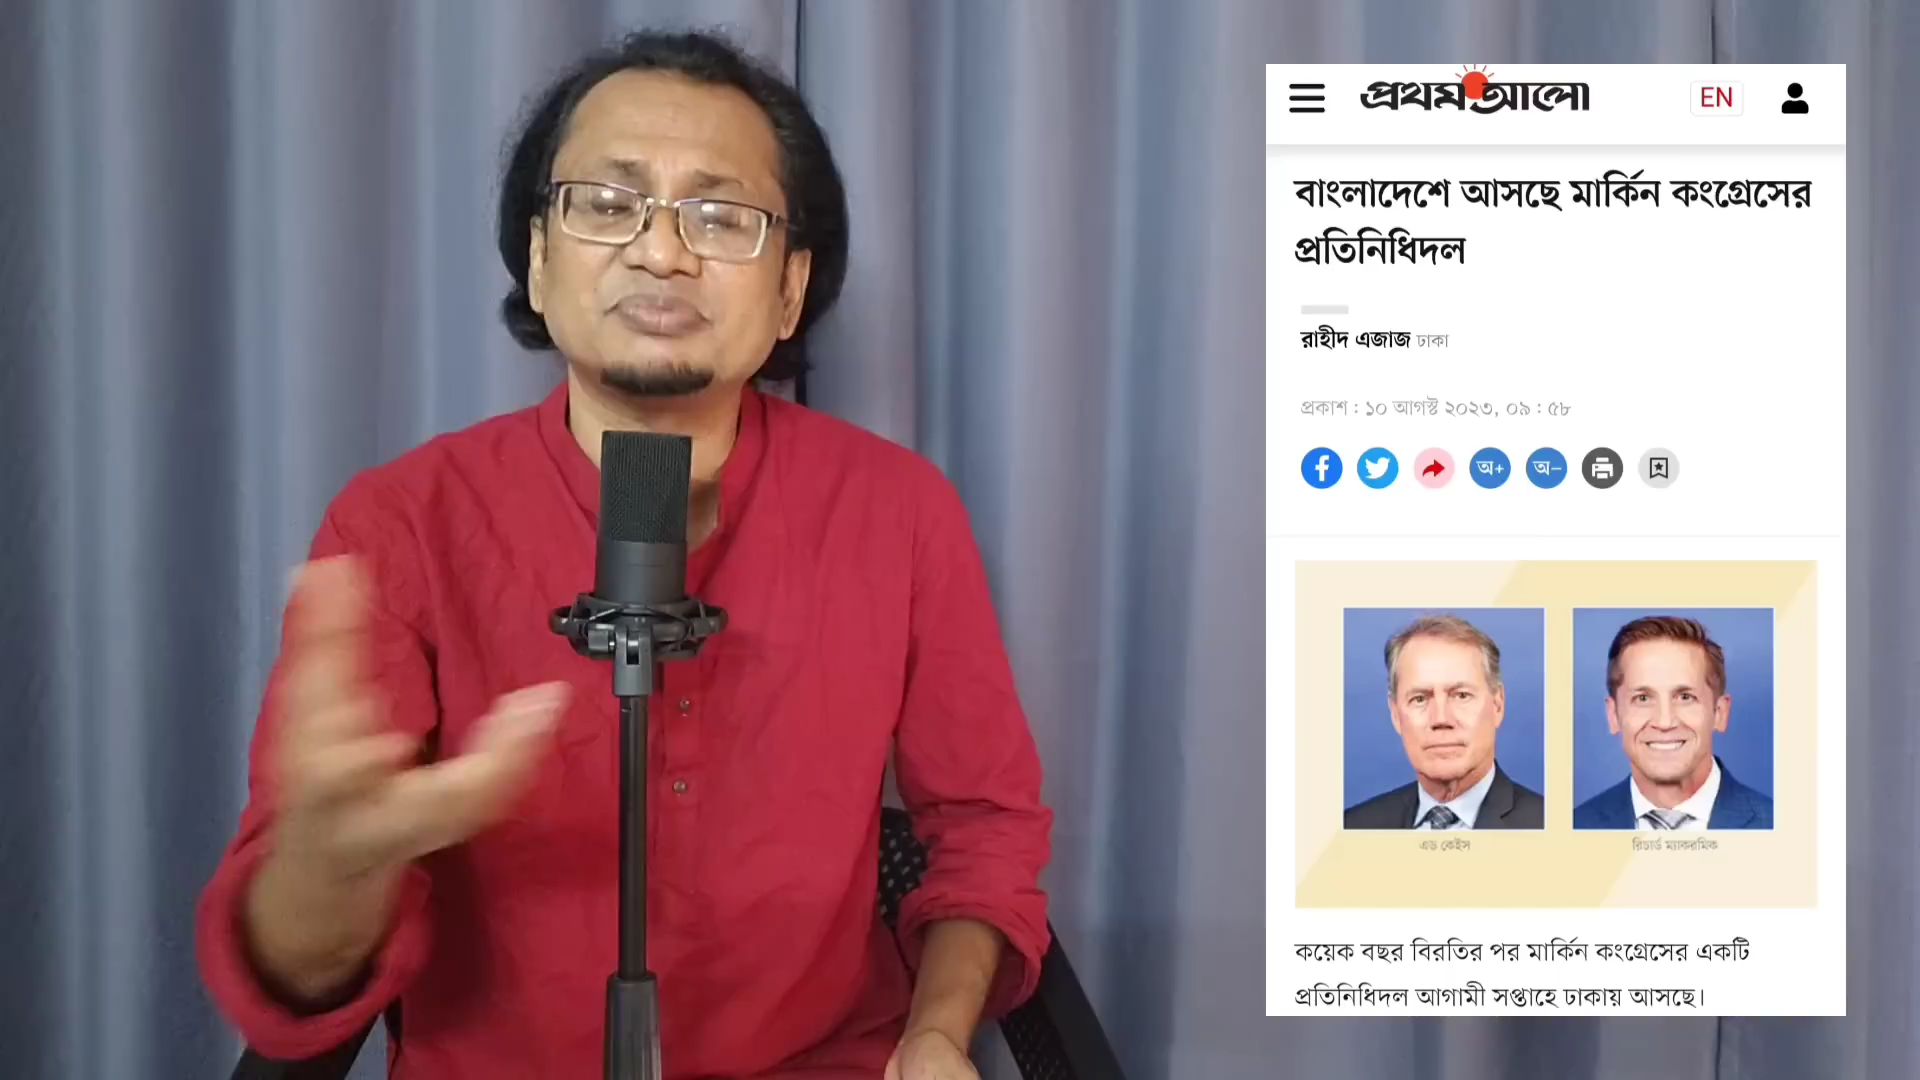 প্রথম আলো
EN
বাংলাদেশে আসছে মার্কিন কংগ্রেসের
প্রতিনিধিদল
রাহীদ এজাজ ঢাকা
প্রকাশ : ১০ আগস্ট ২০২৩, ০৯ : ৫৮
অ+ অ−
এড কেইস
রিচার্ড ম্যাকরমিক
কয়েক বছর বিরতির পর মার্কিন কংগ্রেসের একটি
প্রতিনিধিদল আগামী সপ্তাহে ঢাকায় আসছে।